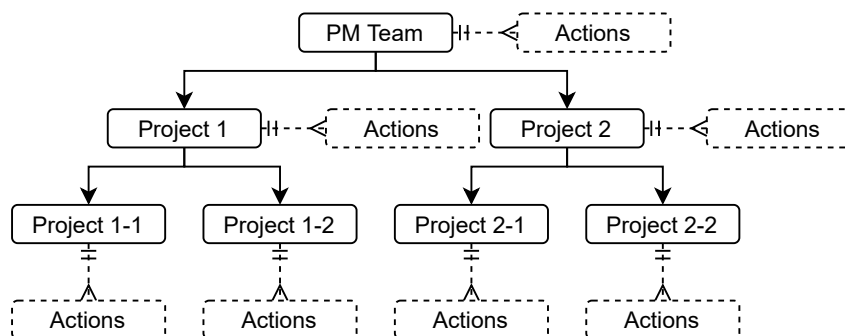 PM Team
Actions
Project 1
Actions
Project 2
Actions
Project 1-1
Project 1-2
Project 2-1
Project 2-2
Actions
Actions
Actions
Actions